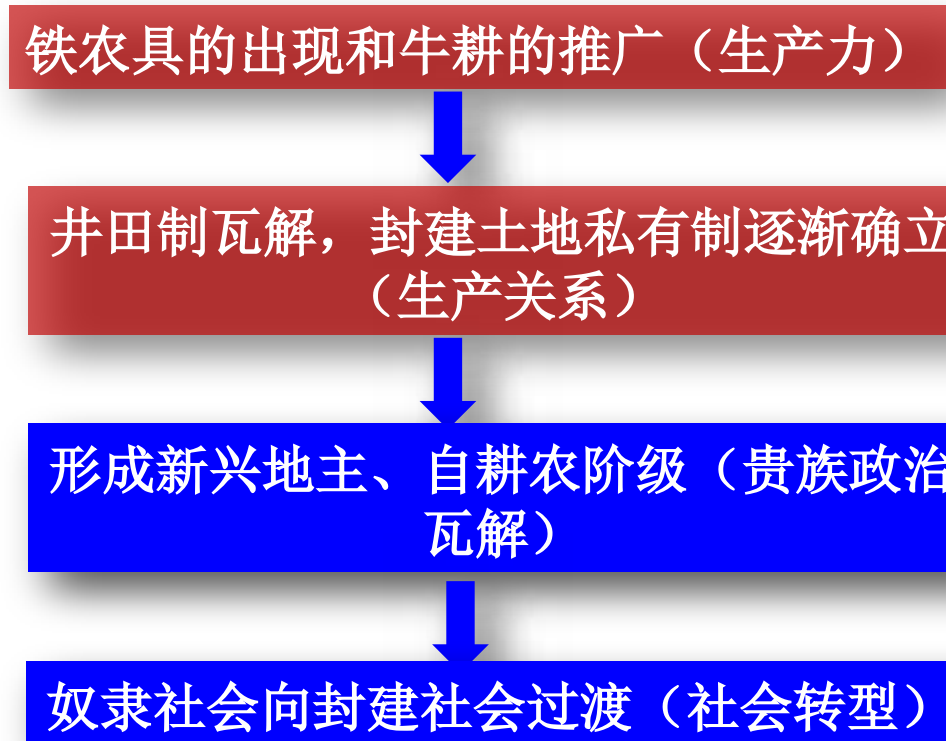 铁农具的出现和牛耕的推广（生产力）
井田制瓦解，封建土地私有制逐渐确立
（生产关系）
形成新兴地主、自耕农阶级（贵族政治
瓦解）
奴隶社会向封建社会过渡（社会转型）